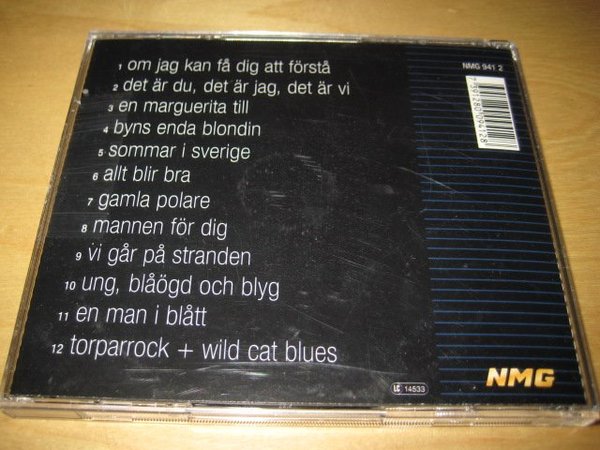 1 om jag kan få dig att förstå
2 det är du, det är jag, det är vi
3 en marguerita till
4 byns enda blondin
5 sommar i sverige
6 allt blir bra
7 gamla polare
8 mannen för dig
9 vi går på stranden
10 ung, blåögd och blyg
11 en man i blått
12 torparrock + wild cat blues
NMG 941 2
LC 14533
NMG